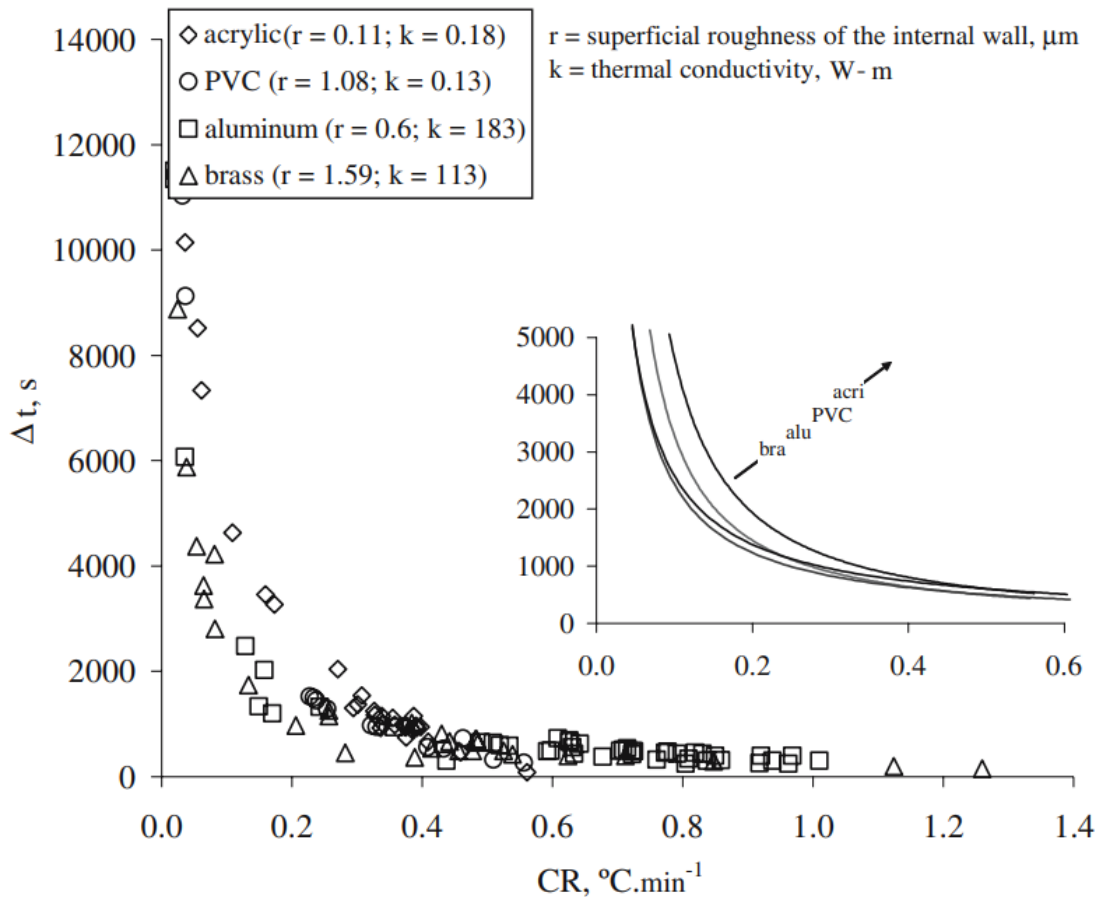 acrylic(r = 0.11; k = 0.18)
PVC (r = 1.08; k = 0.13)
aluminum (r = 0.6; k = 183)
brass (r = 1.59; k = 113)
r = superficial roughness of the internal wall, μm
k = thermal conductivity, W- m
14000
12000
10000
8000
6000
4000
2000
0
Δ t, s
0.0 0.2 0.4 0.6 0.8 1.0 1.2 1.4
CR, ºC.min⁻¹
5000
4000
3000
2000
1000
0
0.0 0.2 0.4 0.6
acri
PVC
alu
bra